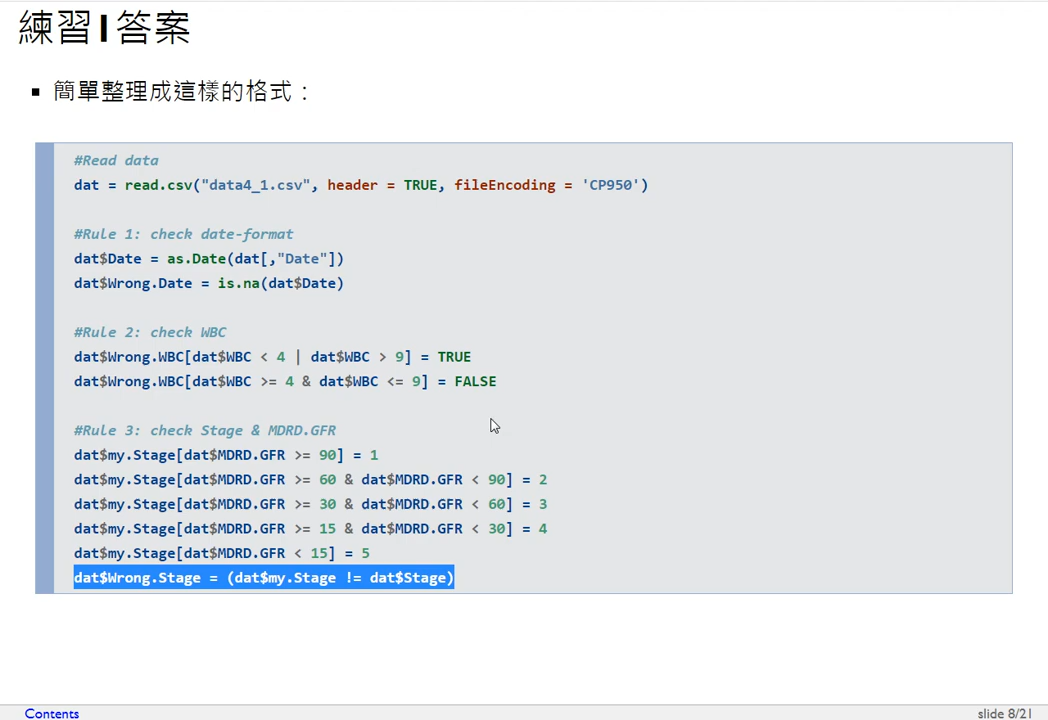 練習1答案
簡單整理成這樣的格式：
#Read data
dat = read.csv("data4_1.csv", header = TRUE, fileEncoding = 'CP950')
#Rule 1: check date-format
dat$Date = as.Date(dat[,"Date"])
dat$Wrong.Date = is.na(dat$Date)
#Rule 2: check WBC
dat$Wrong.WBC[dat$WBC < 4 | dat$WBC > 9] = TRUE
dat$Wrong.WBC[dat$WBC >= 4 & dat$WBC <= 9] = FALSE
#Rule 3: check Stage & MDRD.GFR
dat$my.Stage[dat$MDRD.GFR >= 90] = 1
dat$my.Stage[dat$MDRD.GFR >= 60 & dat$MDRD.GFR < 90] = 2
dat$my.Stage[dat$MDRD.GFR >= 30 & dat$MDRD.GFR < 60] = 3
dat$my.Stage[dat$MDRD.GFR >= 15 & dat$MDRD.GFR < 30] = 4
dat$my.Stage[dat$MDRD.GFR < 15] = 5
dat$Wrong.Stage = (dat$my.Stage != dat$Stage)
Contents
slide 8/21